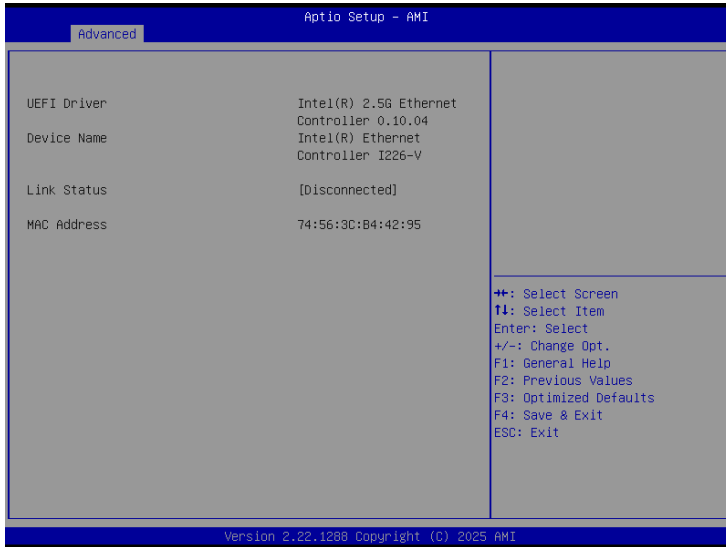 Aptio Setup - AMI
Advanced
UEFI Driver Intel(R) 2.5G Ethernet
Controller 0.10.04
Device Name Intel(R) Ethernet
Controller I226-V
Link Status [Disconnected]
MAC Address 74:56:3C:B4:42:95
→←: Select Screen
↑↓: Select Item
Enter: Select
+/-: Change Opt.
F1: General Help
F2: Previous Values
F3: Optimized Defaults
F4: Save & Exit
ESC: Exit
Version 2.22.1288 Copyright (C) 2025 AMI